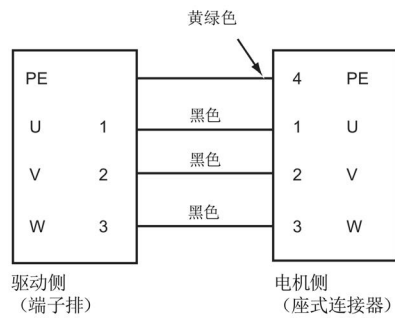 黄绿色
PE 4 PE
黑色
U 1 1 U
黑色
V 2 2 V
黑色
W 3 3 W
驱动侧 电机侧
（端子排） （座式连接器）